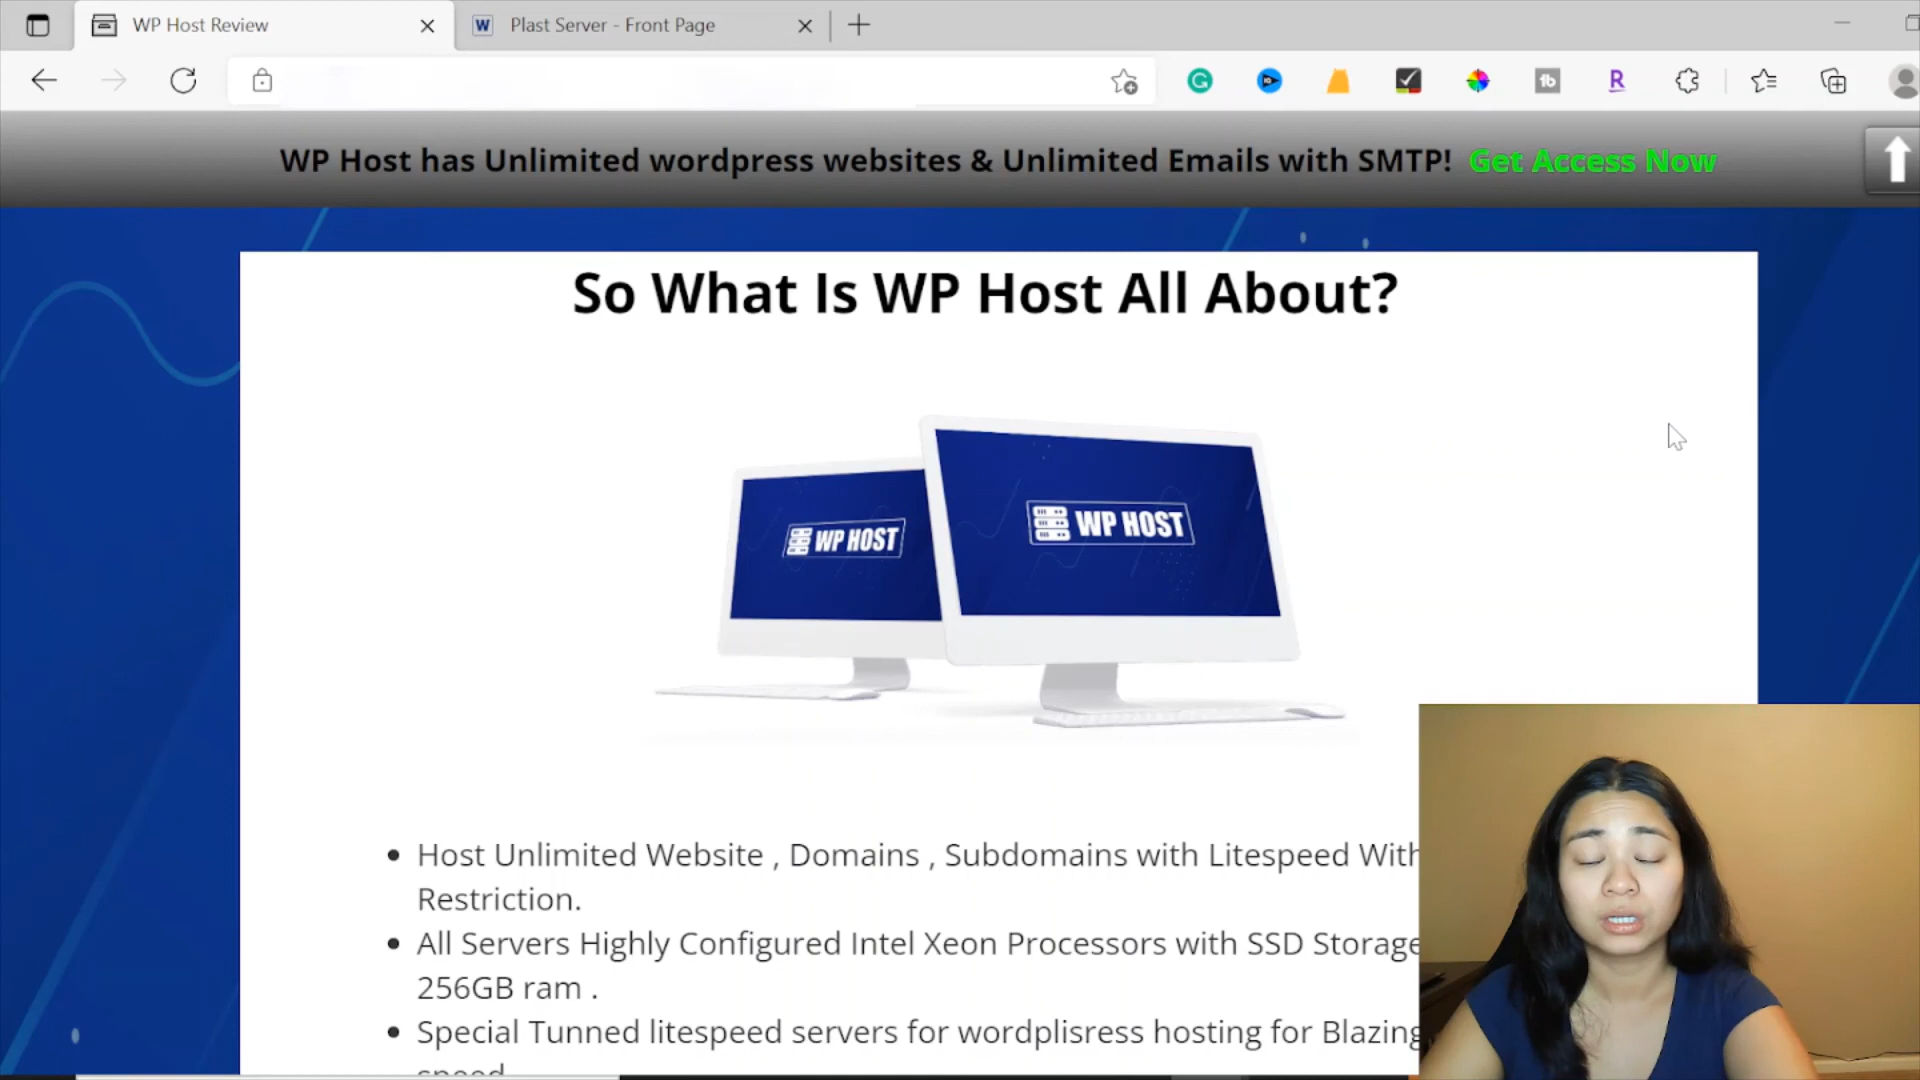 WP Host Review
Plast Server - Front Page
WP Host has Unlimited wordpress websites & Unlimited Emails with SMTP! Get Access Now
So What Is WP Host All About?
WP HOST
WP HOST
Host Unlimited Website , Domains , Subdomains with Litespeed With
Restriction.
All Servers Highly Configured Intel Xeon Processors with SSD Storage
256GB ram .
Special Tunned litespeed servers for wordplisress hosting for Blazing
speed